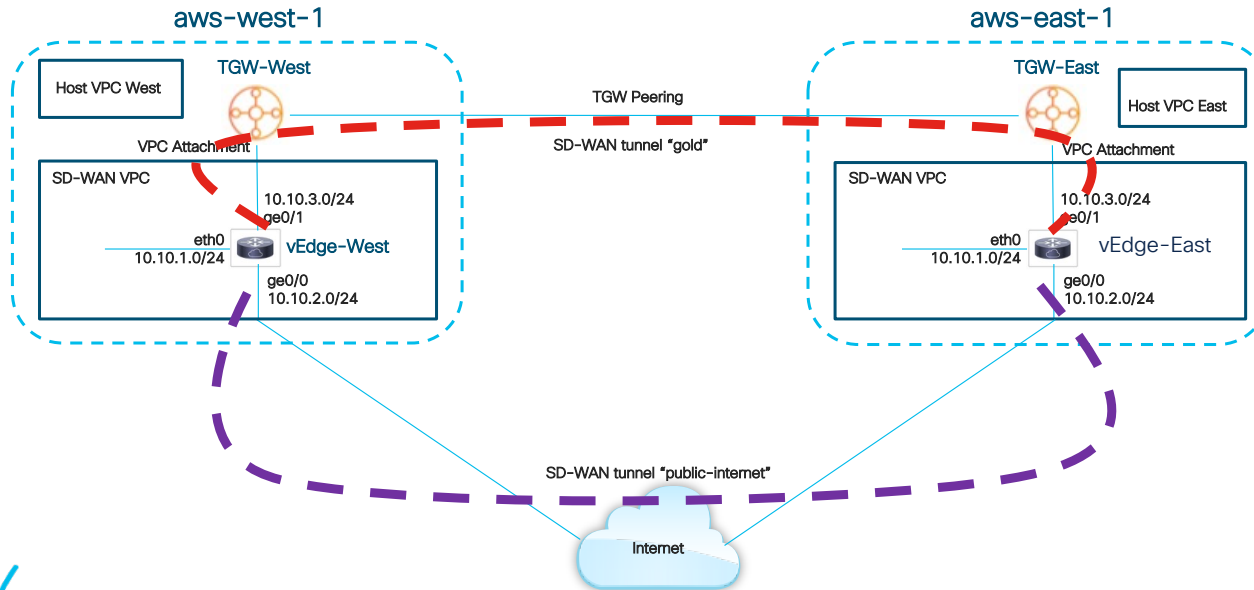 aws-west-1
aws-east-1
TGW-West
TGW-East
Host VPC West
Host VPC East
TGW Peering
SD-WAN tunnel “gold”
VPC Attachment
VPC Attachment
SD-WAN VPC
SD-WAN VPC
10.10.3.0/24
ge0/1
10.10.3.0/24
ge0/1
eth0
10.10.1.0/24
vEdge-West
eth0
10.10.1.0/24
vEdge-East
ge0/0
10.10.2.0/24
ge0/0
10.10.2.0/24
SD-WAN tunnel “public-internet”
Internet